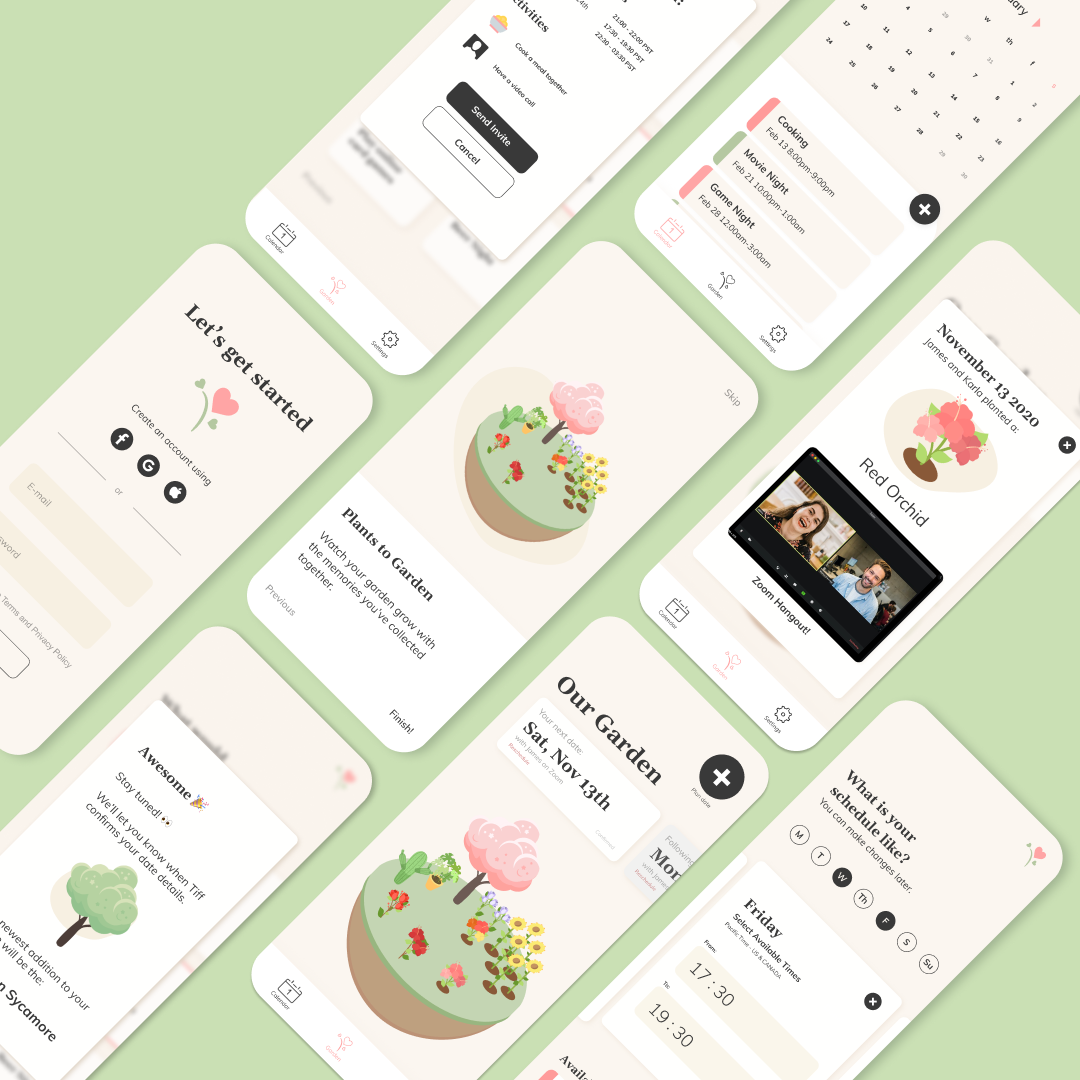 24th
21:00 - 22:00 PST
17:30 - 19:30 PST
22:30 - 03:30 PST
Cook a meal together
Have a video call
Send Invite
Cancel
Calendar
Garden
Settings
W
Th
F
Cooking
Feb 13 8:00pm-9:00pm
Movie Night
Feb 21 10:00pm-1:00am
Game Night
Feb 28 12:00am-3:00am
Calendar
Garden
Settings
Let's get started
Create an account using
or
E-mail
Terms and Privacy Policy
Skip
Plants to Garden
Watch your garden grow with
the memories you've collected
together.
Previous
Finish!
November 13 2020
James and Karla planted a:
Red Orchid
Zoom Hangout!
Calendar
Garden
Settings
Awesome
Stay tuned!
We'll let you know when Tiff
confirms your date details.
newest addition to your
will be the:
Sycamore
Our Garden
Your next date:
Sat, Nov 13th
with James on Zoom
Reschedule
Confirmed
Plan date
Following
Mor
with James
Reschedule
Calendar
Garden
What is your
schedule like?
You can make changes later.
M
T
W
Th
F
S
Su
Friday
Select Available Times
Pacific Time - US & CANADA
From:
17:30
To:
19:30